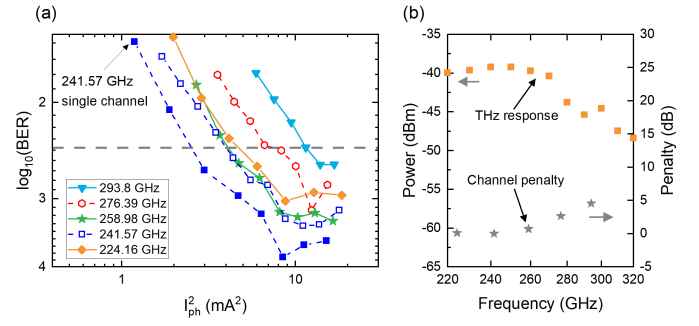 (a)
241.57 GHz
single channel
log10(BER)
2
3
4
293.8 GHz
276.39 GHz
258.98 GHz
241.57 GHz
224.16 GHz
1
10
I²ph (mA²)
(b)
Power (dBm)
-35
-40
-45
-50
-55
-60
-65
THz response
Channel penalty
30
25
20
15
10
5
0
-5
Penalty (dB)
220
240
260
280
300
320
Frequency (GHz)